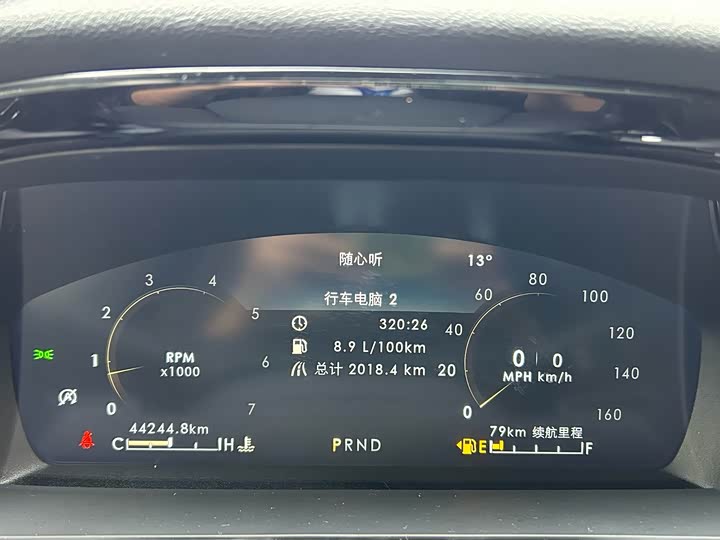 随心听 13°
行车电脑 2
320:26
8.9 L/100km
总计 2018.4 km
0 1 2 3 4 5 6 7
RPM
x1000
0 20 40 60 80 100 120 140 160
0 0
MPH km/h
44244.8km
C H
PRND
79km 续航里程
E F